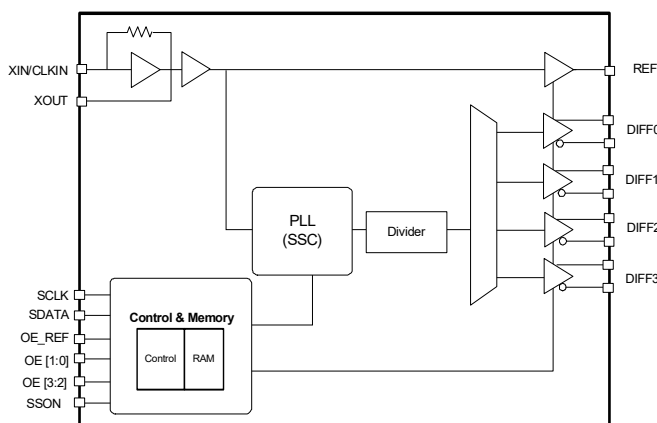 XIN/CLKIN
XOUT
REF
DIFF0
DIFF1
DIFF2
DIFF3
PLL
(SSC)
Divider
SCLK
SDATA
OE_REF
OE [1:0]
OE [3:2]
SSON
Control & Memory
Control
RAM